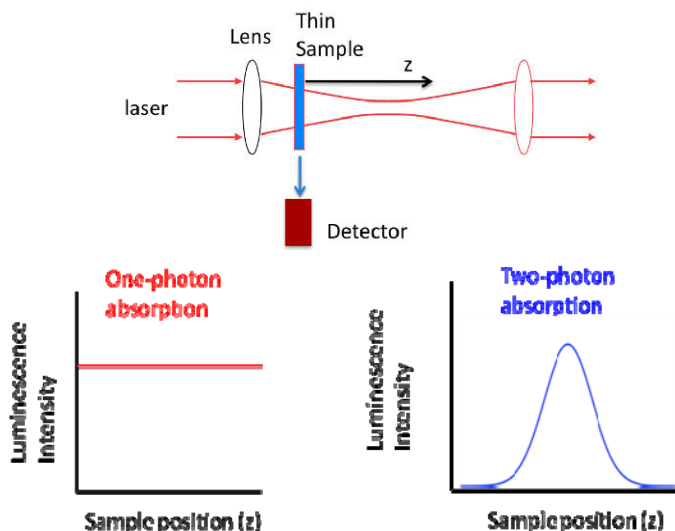 Thin
Lens
Sample
z
laser
Detector
One-photon
absorption
Luminescence
Intensity
Sample position (z)
Two-photon
absorption
Luminescence
Intensity
Sample position (z)